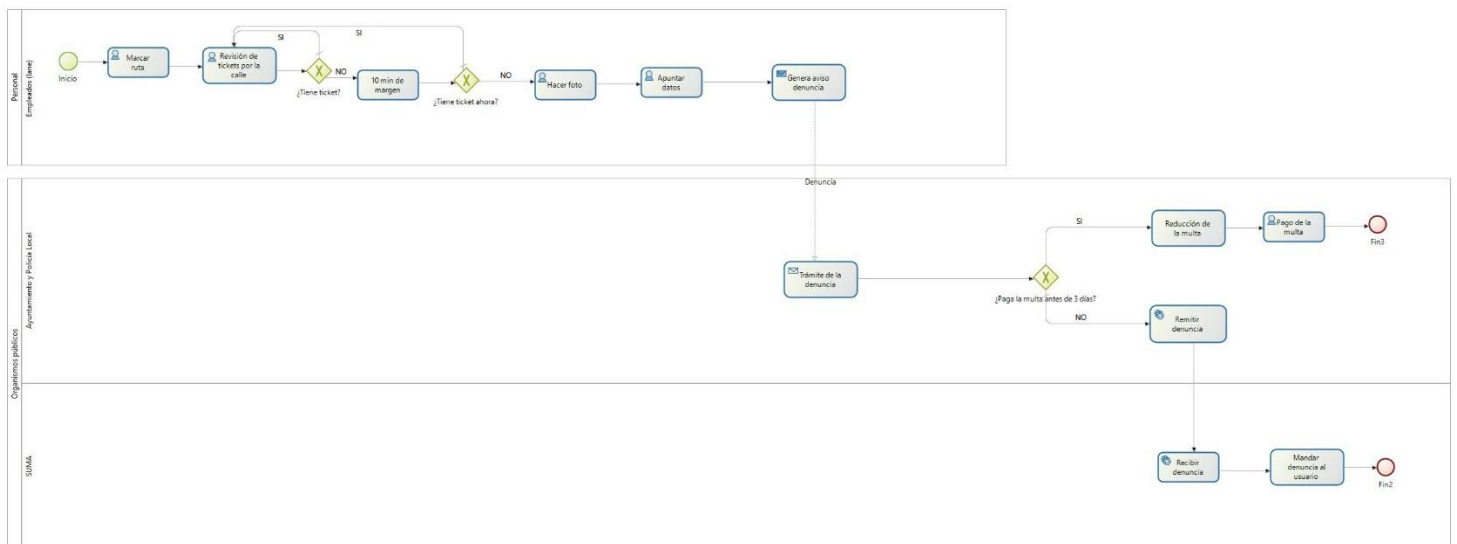 Personal
Empleados (lane)
Inicio
Marcar
ruta
Revisión de
tickets por la
calle
SI
¿Tiene ticket?
NO
10 min de
margen
SI
¿Tiene ticket ahora?
NO
Hacer foto
Apuntar
datos
Genera aviso
denuncia
Denuncia
Organismos públicos
Ayuntamiento y Policía Local
Trámite de la
denuncia
¿Paga la multa antes de 3 días?
SI
Reducción de
la multa
Pago de la
multa
Fin3
NO
Remitir
denuncia
SUMA
Recibir
denuncia
Mandar
denuncia al
usuario
Fin2